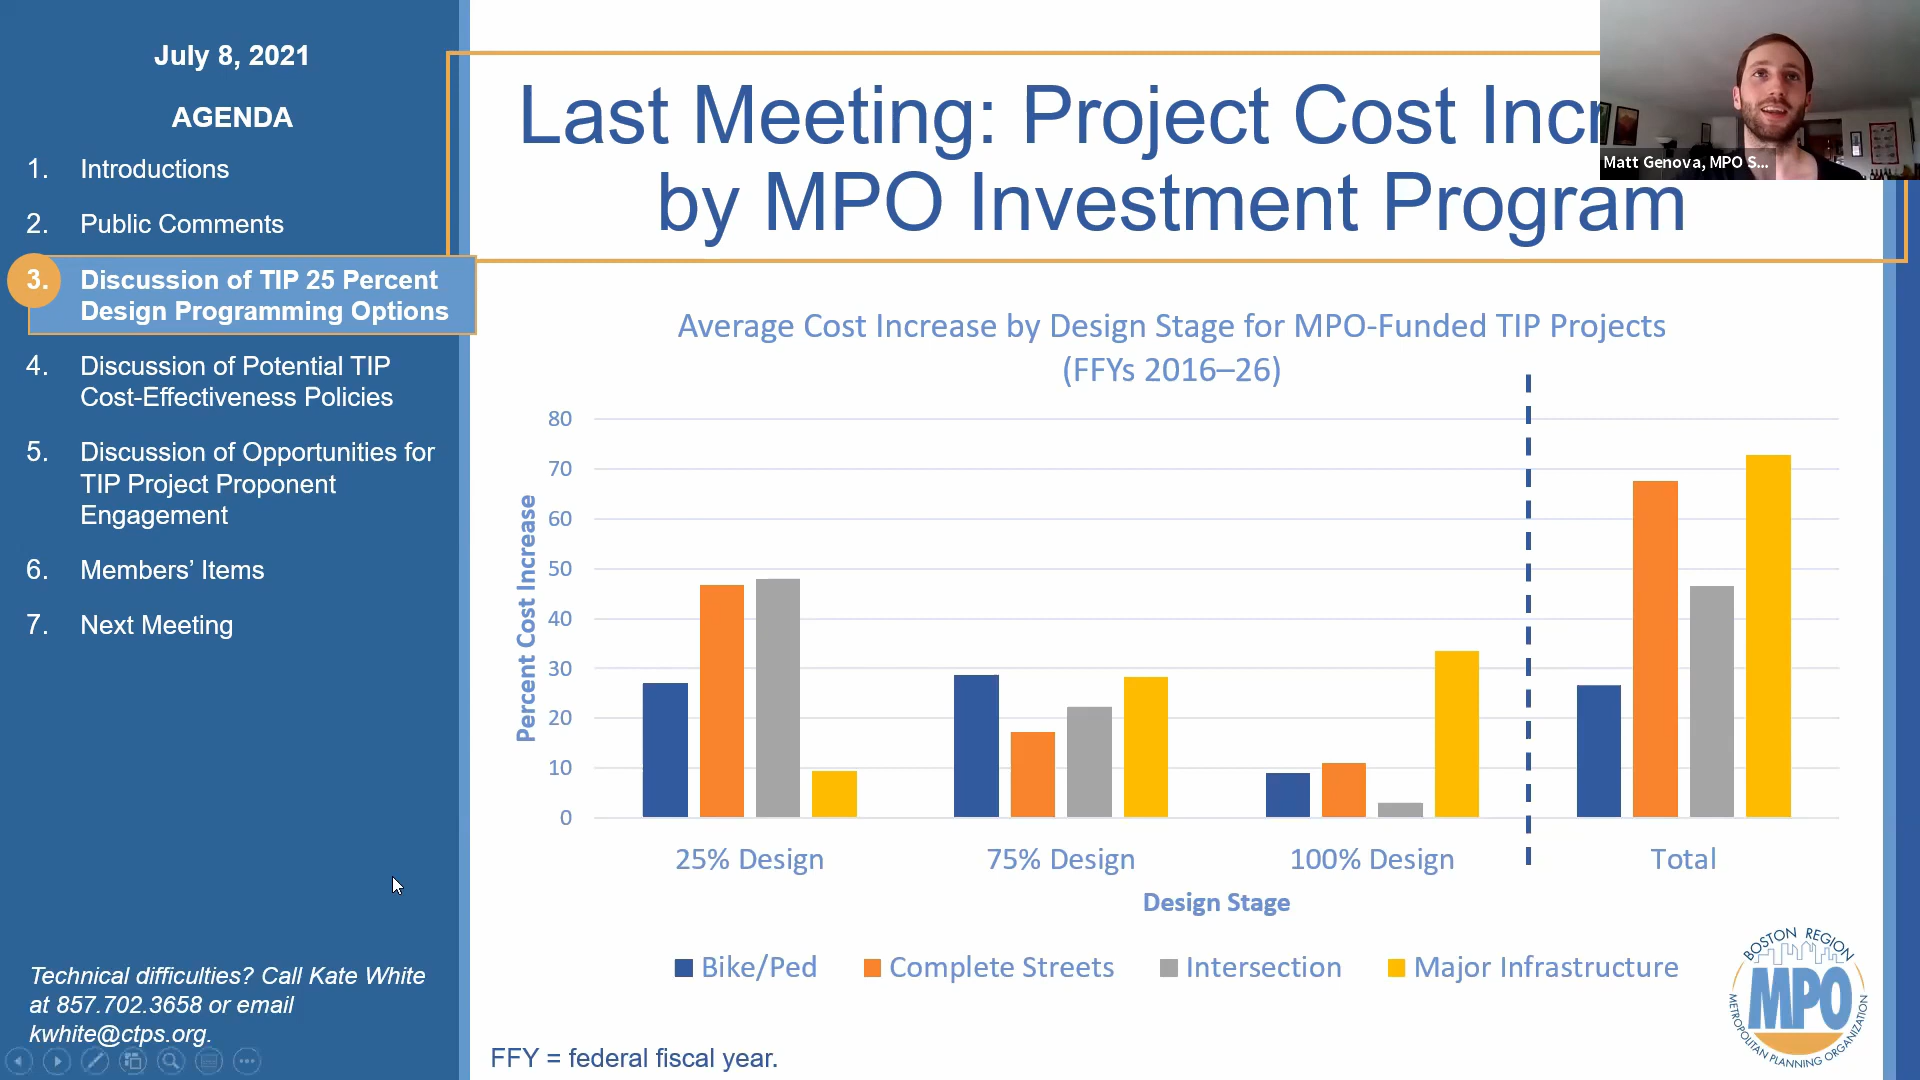 July 8, 2021
AGENDA
1. Introductions
2. Public Comments
3. Discussion of TIP 25 Percent
Design Programming Options
4. Discussion of Potential TIP
Cost-Effectiveness Policies
5. Discussion of Opportunities for
TIP Project Proponent
Engagement
6. Members’ Items
7. Next Meeting
Technical difficulties? Call Kate White
at 857.702.3658 or email
kwhite@ctps.org.
Last Meeting: Project Cost Incr
by MPO Investment Program
Matt Genova, MPO S...
Average Cost Increase by Design Stage for MPO-Funded TIP Projects
(FFYs 2016–26)
Percent Cost Increase
80
70
60
50
40
30
20
10
0
25% Design 75% Design 100% Design Total
Design Stage
Bike/Ped Complete Streets Intersection Major Infrastructure
FFY = federal fiscal year.
BOSTON REGION
MPO
METROPOLITAN PLANNING ORGANIZATION